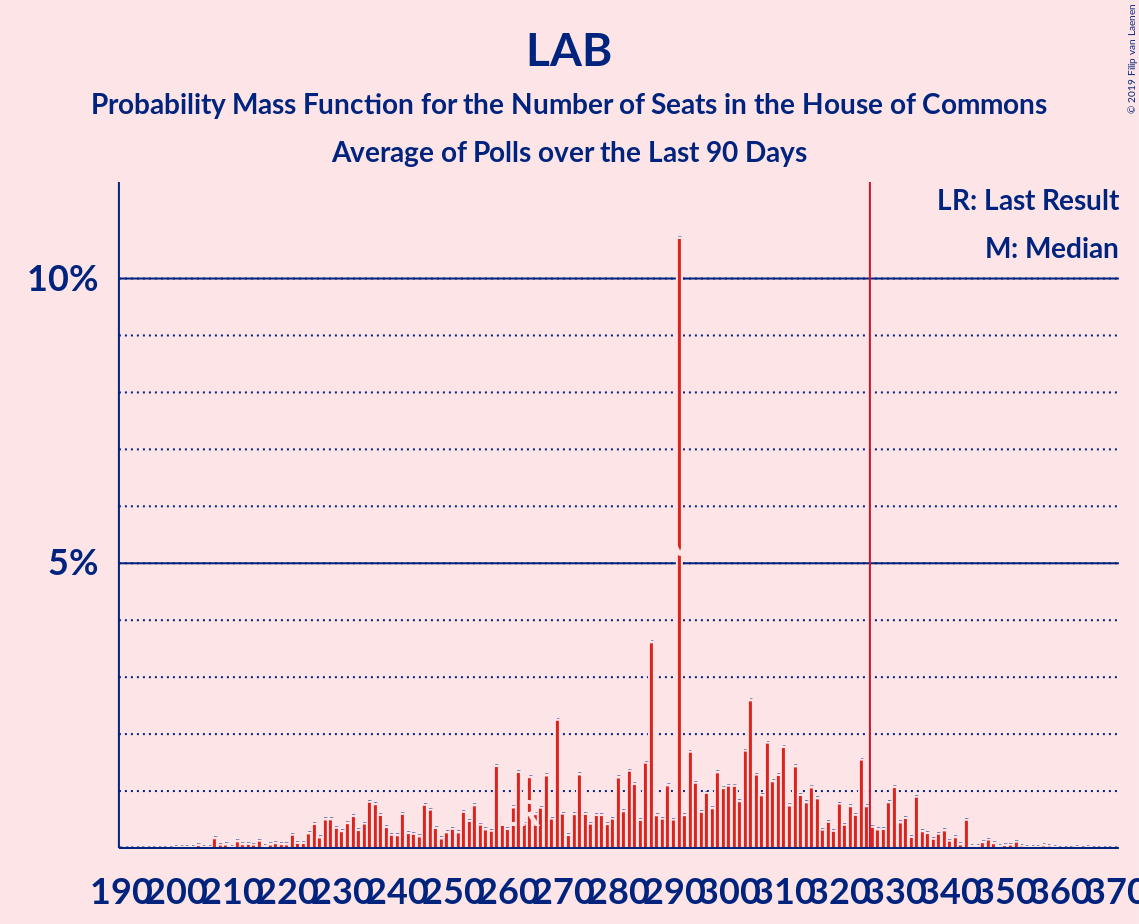 LAB
Probability Mass Function for the Number of Seats in the House of Commons
Average of Polls over the Last 90 Days
© 2019 Filip van Laenen
LR: Last Result
M: Median
10%
5%
190 200 210 220 230 240 250 260 270 280 290 300 310 320 330 340 350 360 370